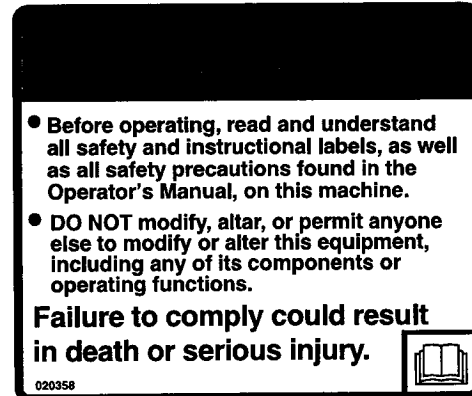 ● Before operating, read and understand
all safety and instructional labels, as well
as all safety precautions found in the
Operator's Manual, on this machine.
● DO NOT modify, altar, or permit anyone
else to modify or alter this equipment,
including any of its components or
operating functions.
Failure to comply could result
in death or serious injury.
020358